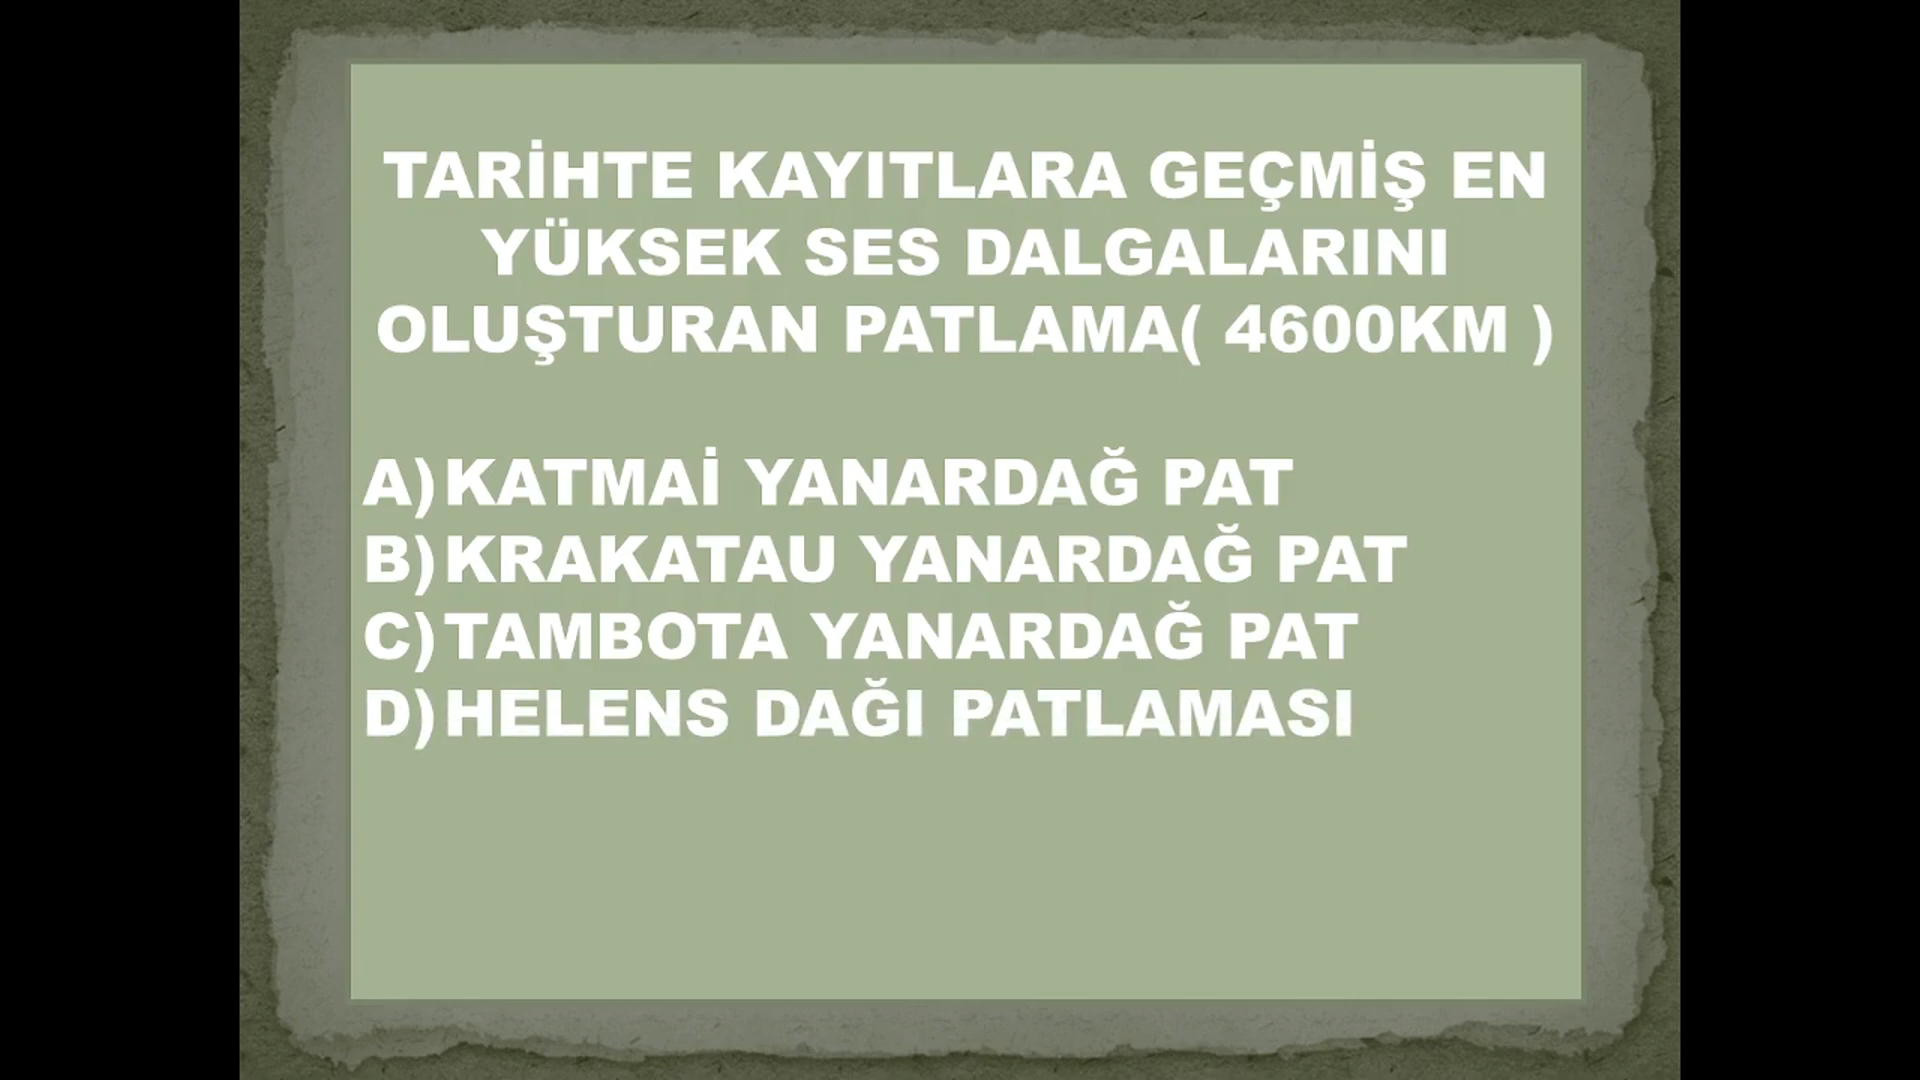 TARİHTE KAYITLARA GEÇMİŞ EN
YÜKSEK SES DALGALARINI
OLUŞTURAN PATLAMA( 4600KM )
A) KATMAİ YANARDAĞ PAT
B) KRAKATAU YANARDAĞ PAT
C) TAMBOTA YANARDAĞ PAT
D) HELENS DAĞI PATLAMASI